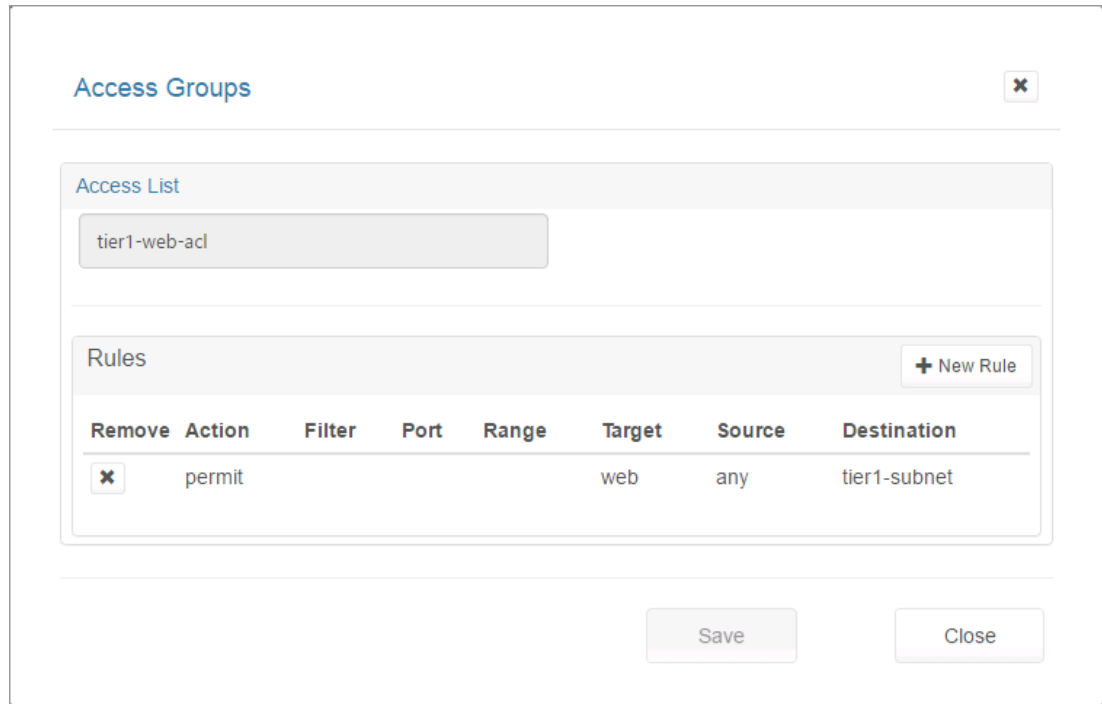 Access Groups
Access List
tier1-web-acl
Rules
New Rule
Remove Action Filter Port Range Target Source Destination
permit web any tier1-subnet
Save Close